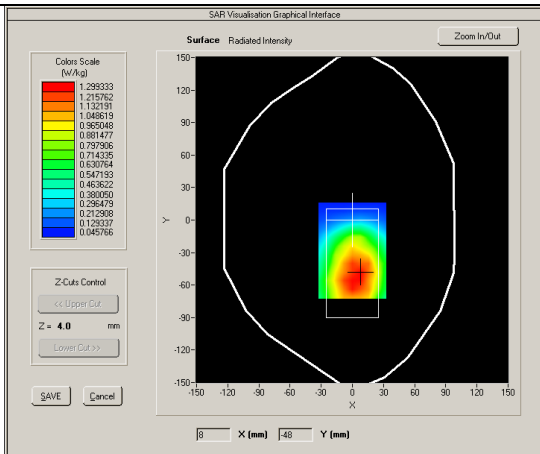 SAR Visualisation Graphical Interface
Surface Radiated Intensity
Zoom In/Out
Colors Scale
(W/kg)
1.299333
1.215762
1.132191
1.048619
0.965048
0.881477
0.797906
0.714335
0.630764
0.547193
0.463622
0.380050
0.296479
0.212908
0.129337
0.045766
Z-Cuts Control
<< Upper Cut
Z = 4.0 mm
Lower Cut >>
SAVE
Cancel
150
120
90
60
30
0
-30
-60
-90
-120
-150
Y
-150 -120 -90 -60 -30 0 30 60 90 120 150
X
8 X (mm) -48 Y (mm)